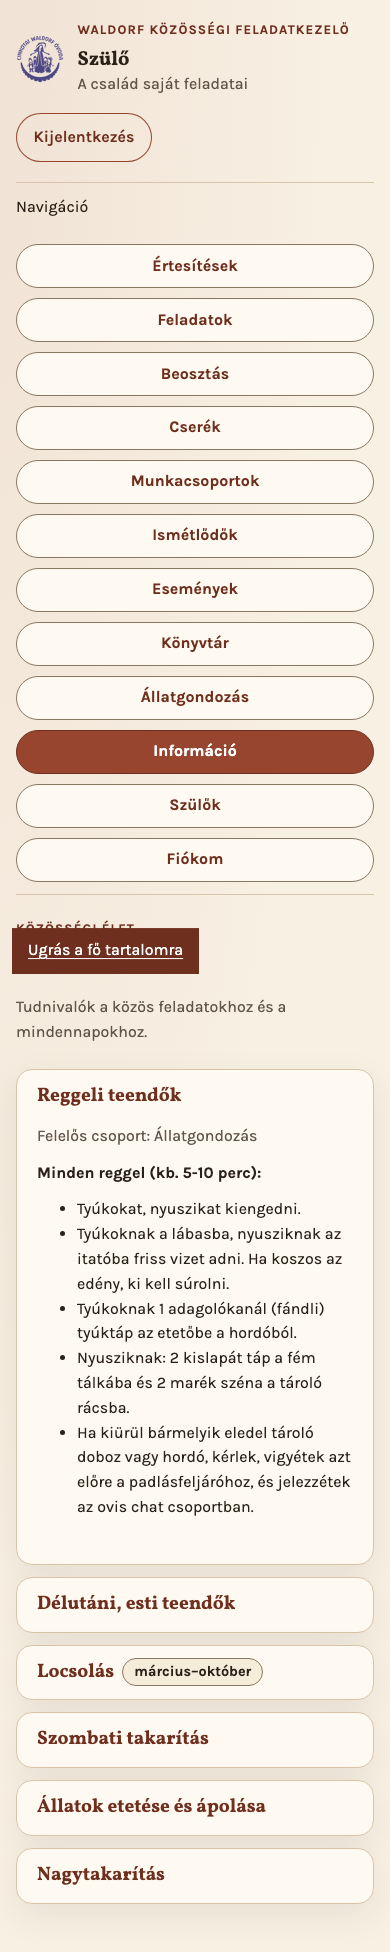 WALDORF KÖZÖSSÉGI FELADATKEZELŐ
Szülő
A család saját feladatai
Kijelentkezés
Navigáció
Értesítések
Feladatok
Beosztás
Cserék
Munkacsoportok
Ismétlődők
Események
Könyvtár
Állatgondozás
Információ
Szülők
Fiókom
Ugrás a fő tartalomra
Tudnivalók a közös feladatokhoz és a
mindennapokhoz.
Reggeli teendők
Felelős csoport: Állatgondozás
Minden reggel (kb. 5-10 perc):
• Tyúkokat, nyuszikat kiengedni.
• Tyúkoknak a lábasba, nyusziknak az
itatóba friss vizet adni. Ha koszos az
edény, ki kell súrolni.
• Tyúkoknak 1 adagolókanál (fándli)
tyúktáp az etetőbe a hordóból.
• Nyusziknak: 2 kislapát táp a fém
tálkába és 2 marék széna a tároló
rácsba.
• Ha kiürül bármelyik eledel tároló
doboz vagy hordó, kérlek, vigyétek azt
előre a padlásfeljáróhoz, és jelezzétek
az ovis chat csoportban.
Délutáni, esti teendők
Locsolás március–október
Szombati takarítás
Állatok etetése és ápolása
Nagytakarítás